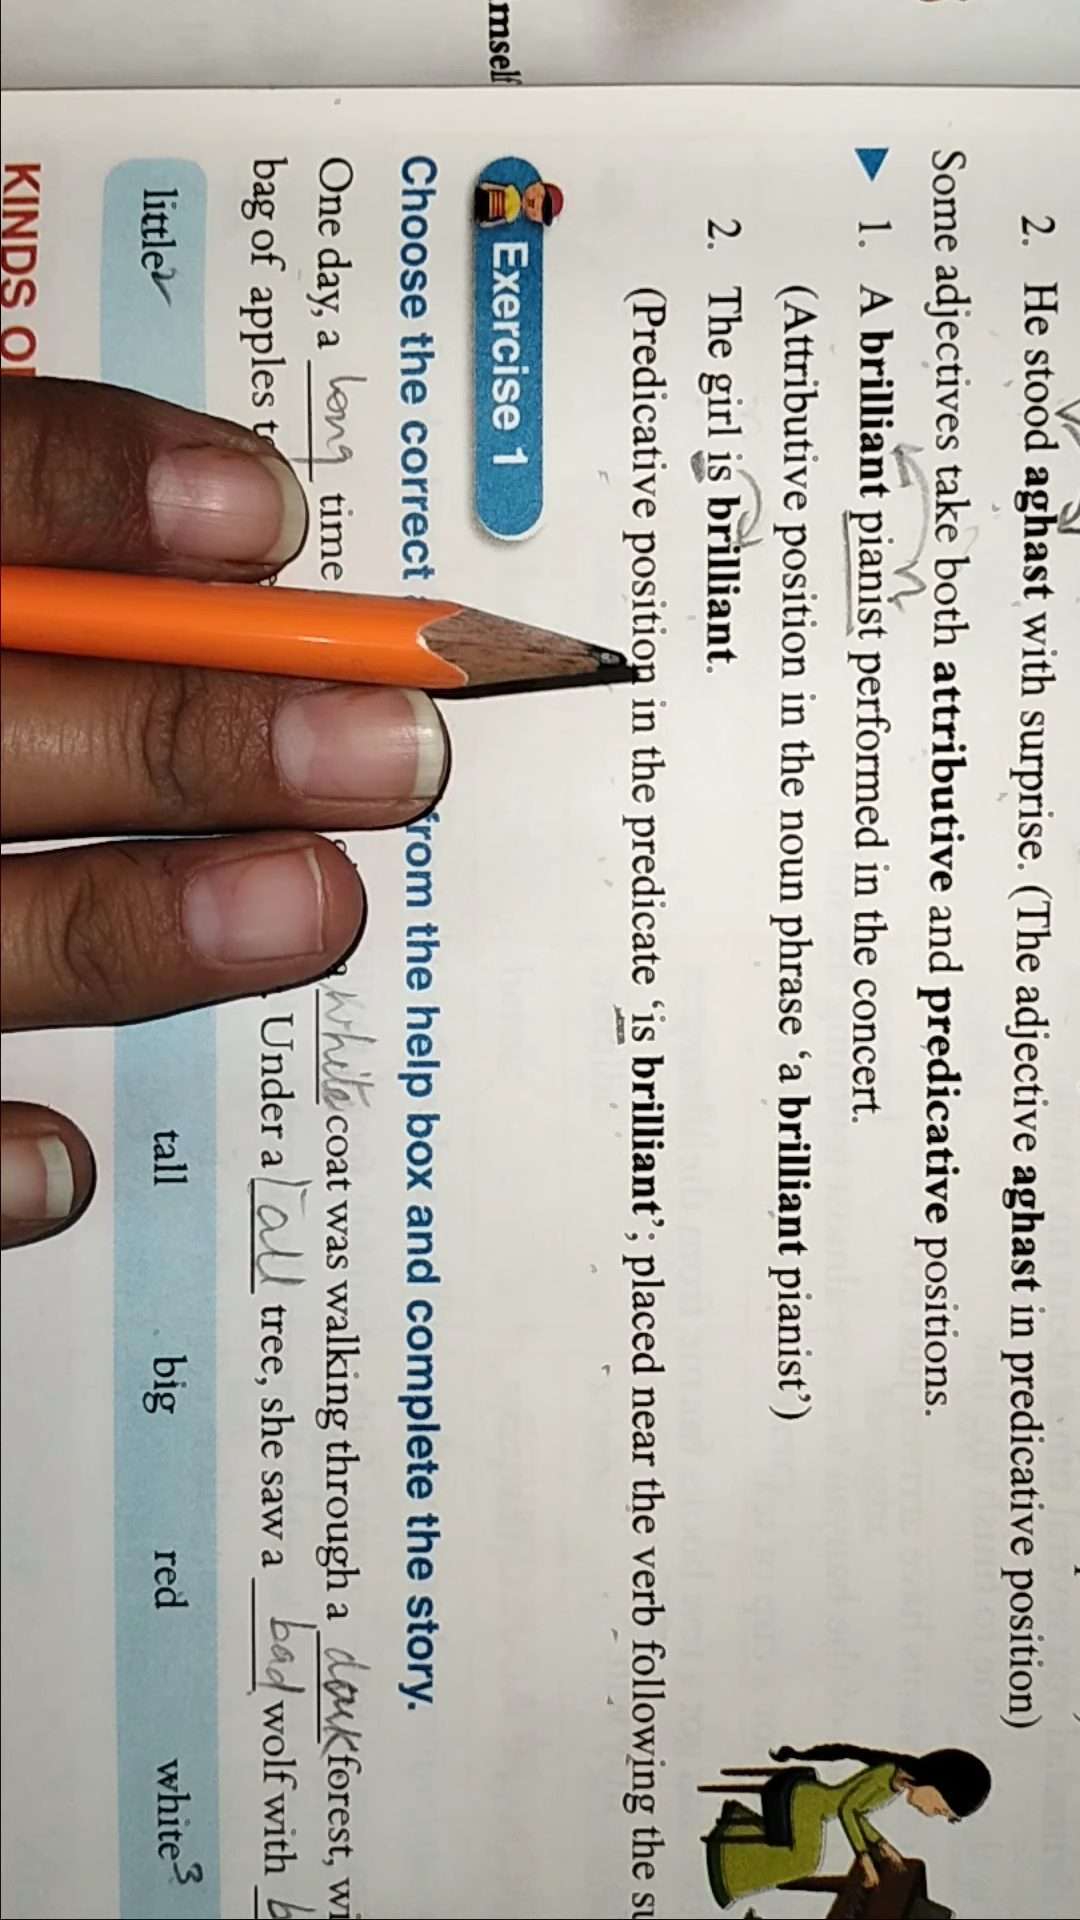 mself
2. He stood aghast with surprise. (The adjective aghast in predicative position)
Some adjectives take both attributive and predicative positions.
1. A brilliant pianist performed in the concert.
(Attributive position in the noun phrase ‘a brilliant pianist’)
2. The girl is brilliant.
(Predicative position in the predicate ‘is brilliant’; placed near the verb following the su
Exercise 1
Choose the correct from the help box and complete the story.
One day, a long time white coat was walking through a dark forest, wi
bag of apples Under a tall tree, she saw a bad wolf with b
little 2 tall big red white 3
KINDS O